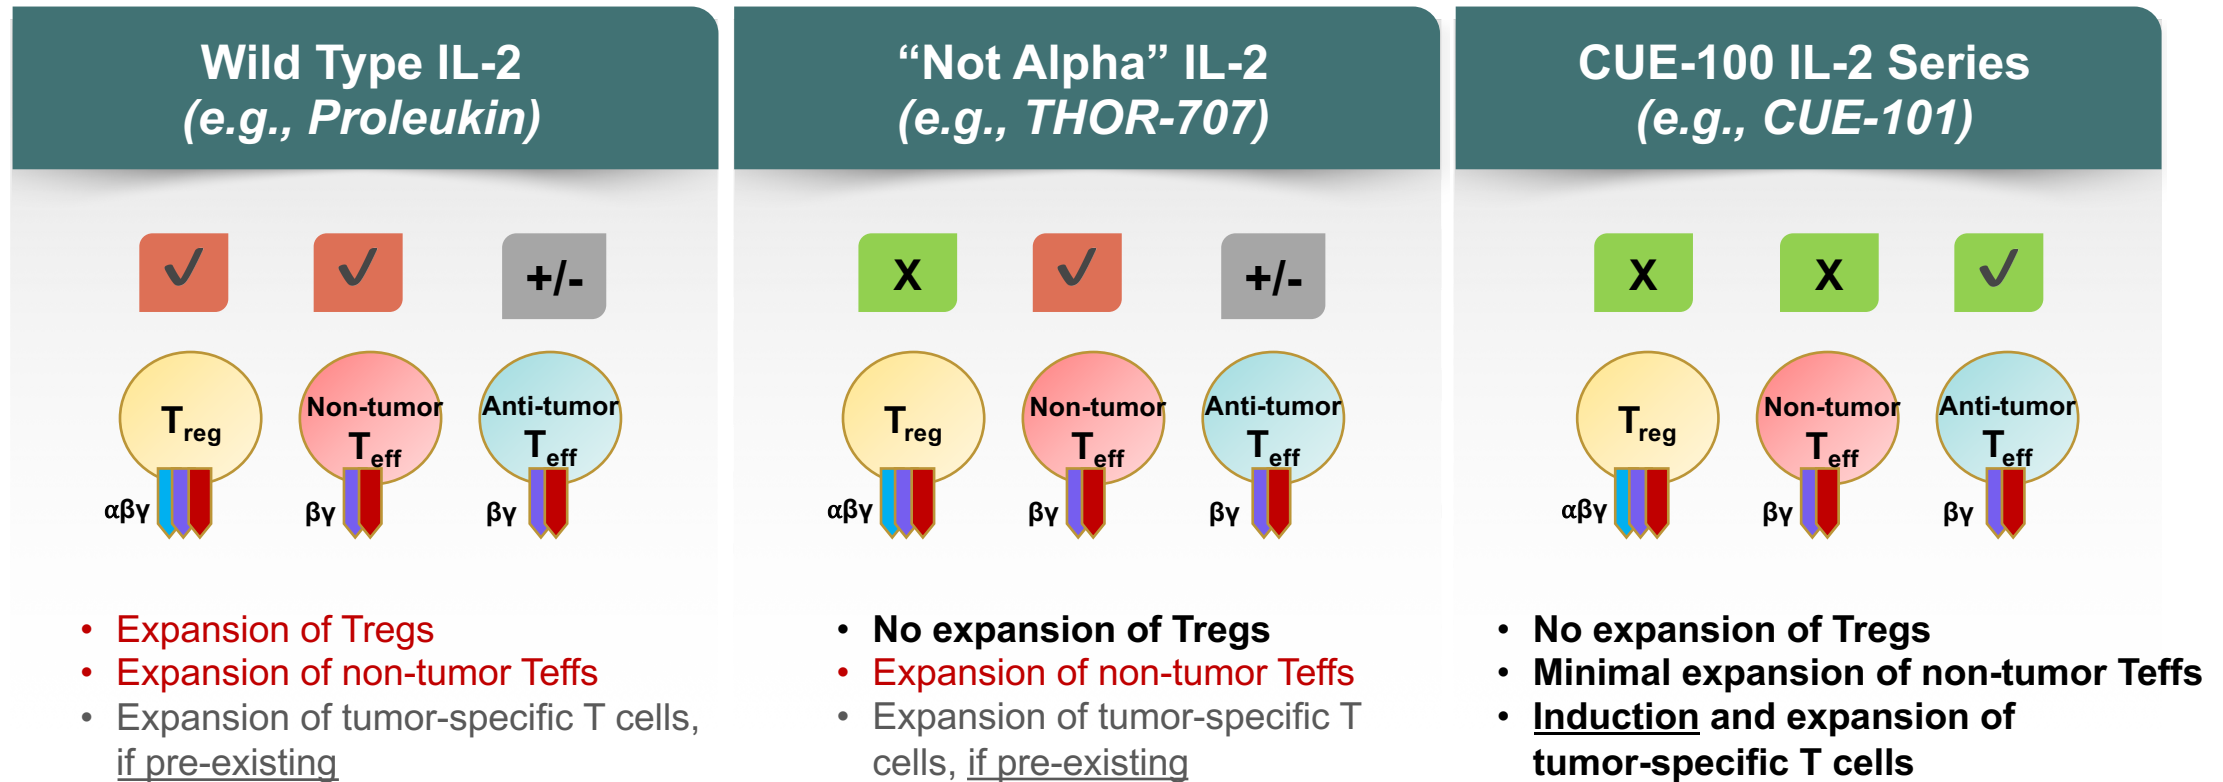 Wild Type IL-2
(e.g., Proleukin)
✓ ✓ +/-
Treg
Non-tumor
Teff
Anti-tumor
Teff
αβγ
βγ
βγ
• Expansion of Tregs
• Expansion of non-tumor Teffs
• Expansion of tumor-specific T cells,
if pre-existing
“Not Alpha” IL-2
(e.g., THOR-707)
X ✓ +/-
Treg
Non-tumor
Teff
Anti-tumor
Teff
αβγ
βγ
βγ
• No expansion of Tregs
• Expansion of non-tumor Teffs
• Expansion of tumor-specific T
cells, if pre-existing
CUE-100 IL-2 Series
(e.g., CUE-101)
X X ✓
Treg
Non-tumor
Teff
Anti-tumor
Teff
αβγ
βγ
βγ
• No expansion of Tregs
• Minimal expansion of non-tumor Teffs
• Induction and expansion of
tumor-specific T cells